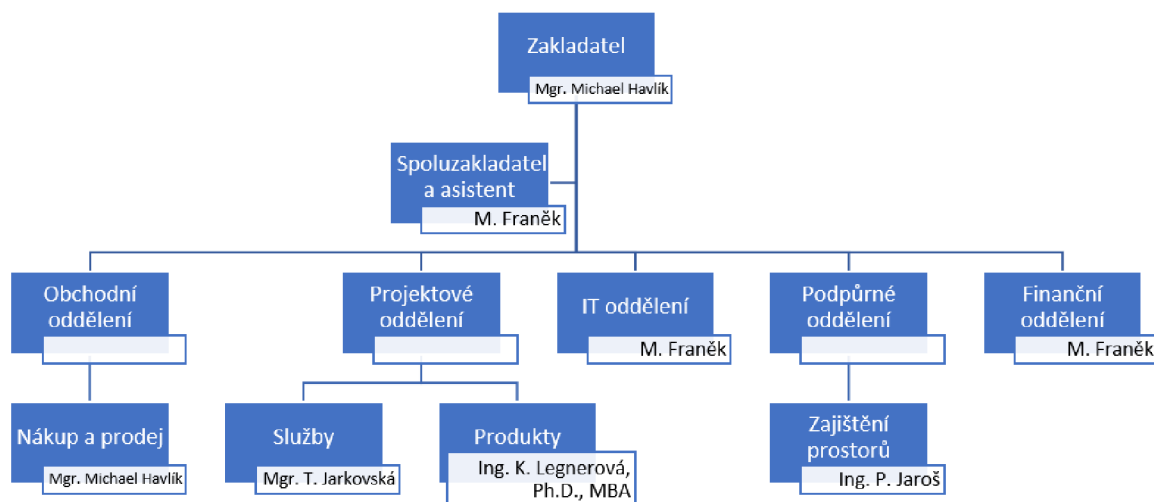 Zakladatel
Mgr. Michael Havlík
Spoluzakladatel
a asistent
M. Franěk
Obchodní
oddělení
Projektové
oddělení
IT oddělení
M. Franěk
Podpůrné
oddělení
Finanční
oddělení
M. Franěk
Nákup a prodej
Mgr. Michael Havlík
Služby
Mgr. T. Jarkovská
Produkty
Ing. K. Legnerová,
Ph.D., MBA
Zajištění
prostorů
Ing. P. Jaroš